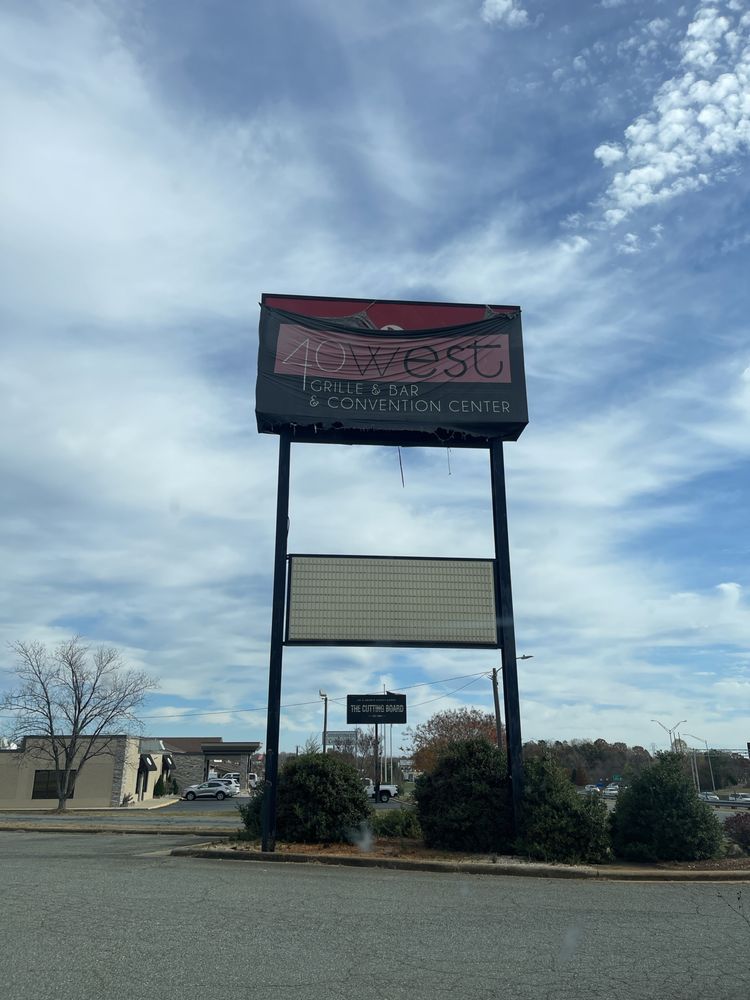 40west
GRILLE & BAR
& CONVENTION CENTER
THE CUTTING BOARD